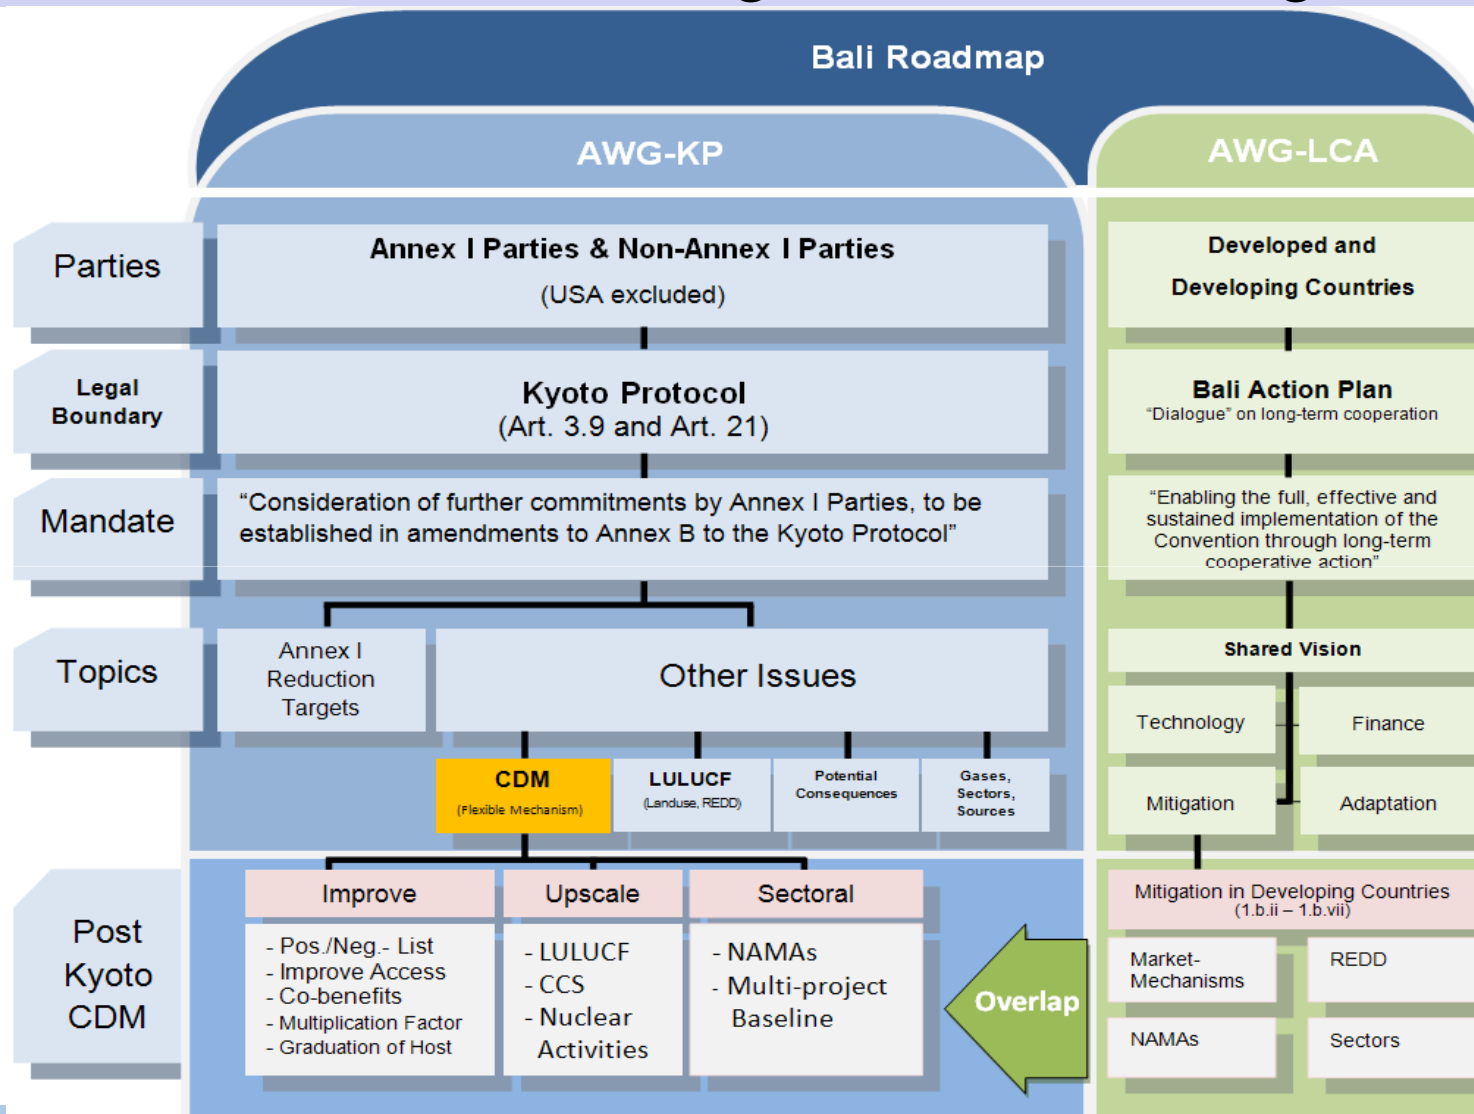 Bali Roadmap
AWG-KP
AWG-LCA
Parties
Annex I Parties & Non-Annex I Parties
(USA excluded)
Developed and
Developing Countries
Legal
Boundary
Kyoto Protocol
(Art. 3.9 and Art. 21)
Bali Action Plan
“Dialogue” on long-term cooperation
Mandate
“Consideration of further commitments by Annex I Parties, to be
established in amendments to Annex B to the Kyoto Protocol”
“Enabling the full, effective and
sustained implementation of the
Convention through long-term
cooperative action”
Topics
Annex I
Reduction
Targets
Other Issues
Shared Vision
Technology
Finance
Mitigation
Adaptation
CDM
(Flexible Mechanism)
LULUCF
(Landuse, REDD)
Potential
Consequences
Gases,
Sectors,
Sources
Post
Kyoto
CDM
Improve
- Pos./Neg.- List
- Improve Access
- Co-benefits
- Multiplication Factor
- Graduation of Host
Upscale
- LULUCF
- CCS
- Nuclear
Activities
Sectoral
- NAMAs
- Multi-project
Baseline
Overlap
Mitigation in Developing Countries
(1.b.ii – 1.b.vii)
Market-
Mechanisms
REDD
NAMAs
Sectors